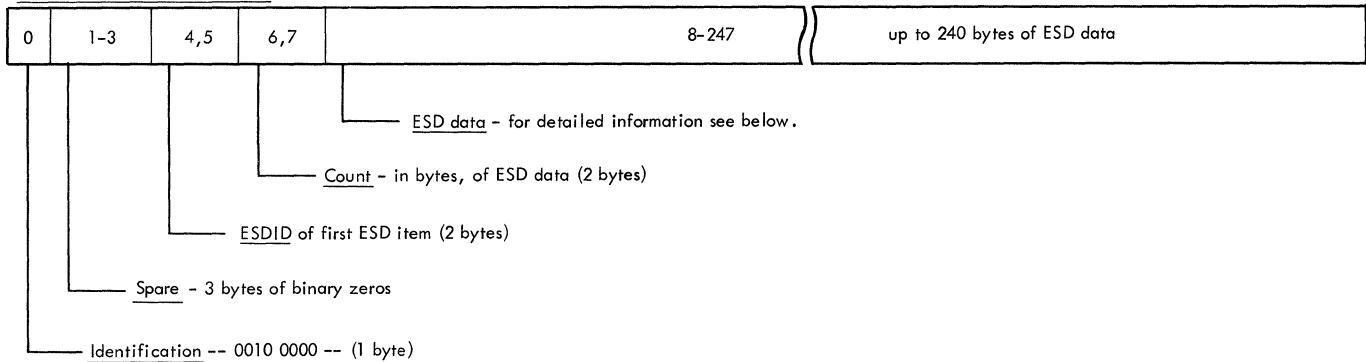 0 1-3 4,5 6,7 8-247 up to 240 bytes of ESD data
ESD data - for detailed information see below.
Count - in bytes, of ESD data (2 bytes)
ESDID of first ESD item (2 bytes)
Spare - 3 bytes of binary zeros
Identification -- 0010 0000 -- (1 byte)